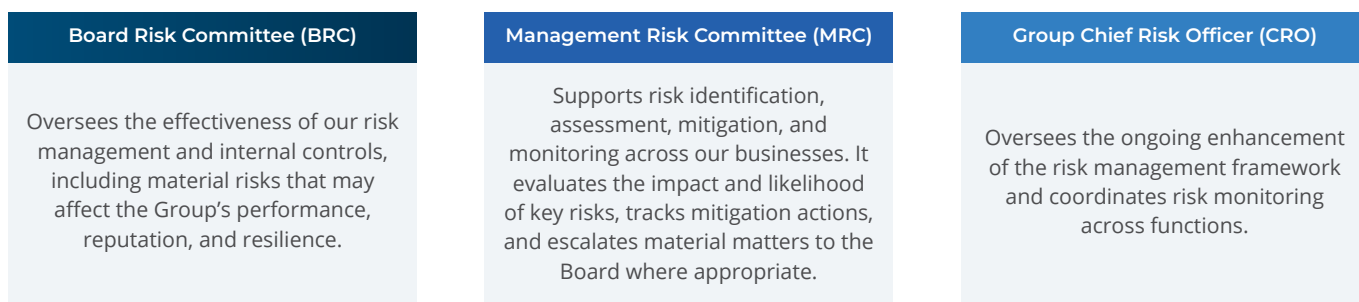 Board Risk Committee (BRC)
Oversees the effectiveness of our risk
management and internal controls,
including material risks that may
affect the Group’s performance,
reputation, and resilience.
Management Risk Committee (MRC)
Supports risk identification,
assessment, mitigation, and
monitoring across our businesses. It
evaluates the impact and likelihood
of key risks, tracks mitigation actions,
and escalates material matters to the
Board where appropriate.
Group Chief Risk Officer (CRO)
Oversees the ongoing enhancement
of the risk management framework
and coordinates risk monitoring
across functions.